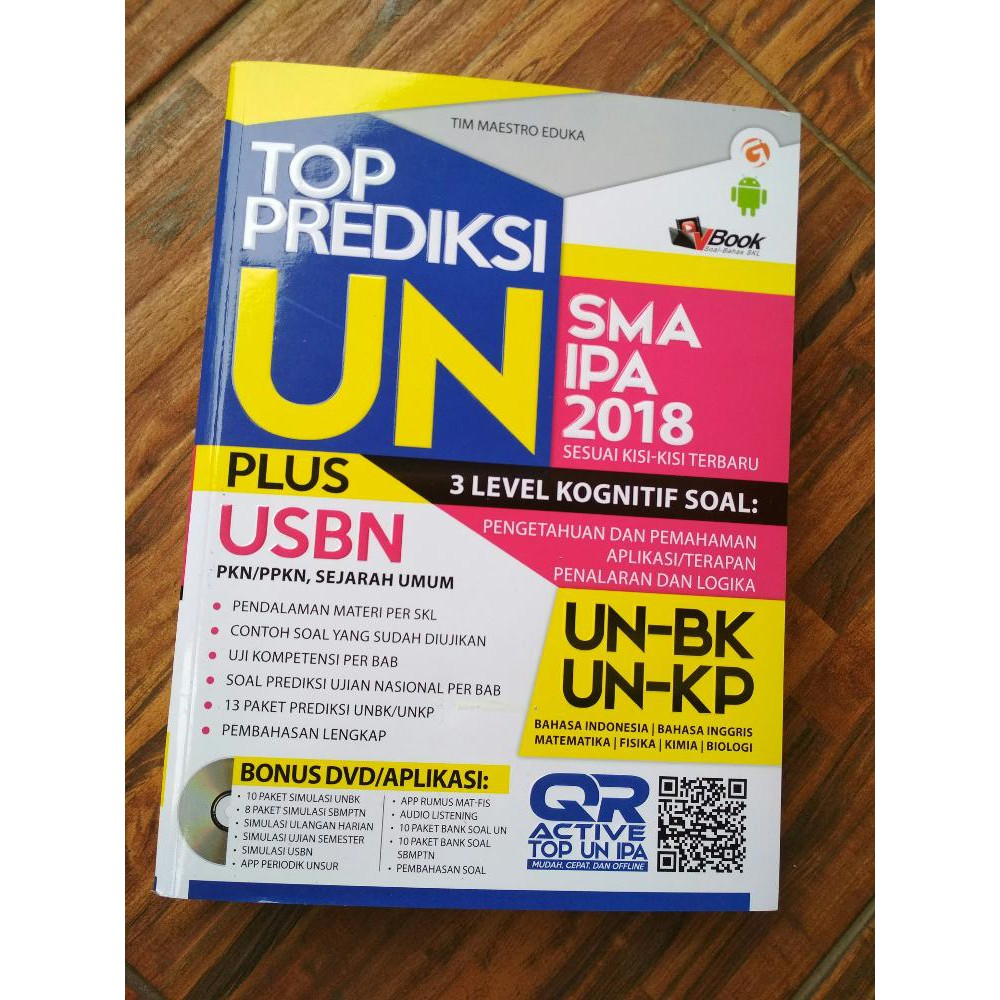 TIM MAESTRO EDUKA
TOP
PREDIKSI
UN
VBook
Soal-Bahas SKL
SMA
IPA
2018
SESUAI KISI-KISI TERBARU
PLUS
USBN
PKN/PPKN, SEJARAH UMUM
3 LEVEL KOGNITIF SOAL:
PENGETAHUAN DAN PEMAHAMAN
APLIKASI/TERAPAN
PENALARAN DAN LOGIKA
• PENDALAMAN MATERI PER SKL
• CONTOH SOAL YANG SUDAH DIUJIKAN
• UJI KOMPETENSI PER BAB
• SOAL PREDIKSI UJIAN NASIONAL PER BAB
• 13 PAKET PREDIKSI UNBK/UNKP
• PEMBAHASAN LENGKAP
UN-BK
UN-KP
BAHASA INDONESIA | BAHASA INGGRIS
MATEMATIKA | FISIKA | KIMIA | BIOLOGI
BONUS DVD/APLIKASI:
• 10 PAKET SIMULASI UNBK
• 8 PAKET SIMULASI SBMPTN
• SIMULASI ULANGAN HARIAN
• SIMULASI UJIAN SEMESTER
• SIMULASI USBN
• APP PERIODIK UNSUR
• APP RUMUS MAT-FIS
• AUDIO LISTENING
• 10 PAKET BANK SOAL UN
• 10 PAKET BANK SOAL
SBMPTN
• PEMBAHASAN SOAL
QR
ACTIVE
TOP UN IPA
MUDAH, CEPAT, DAN OFFLINE